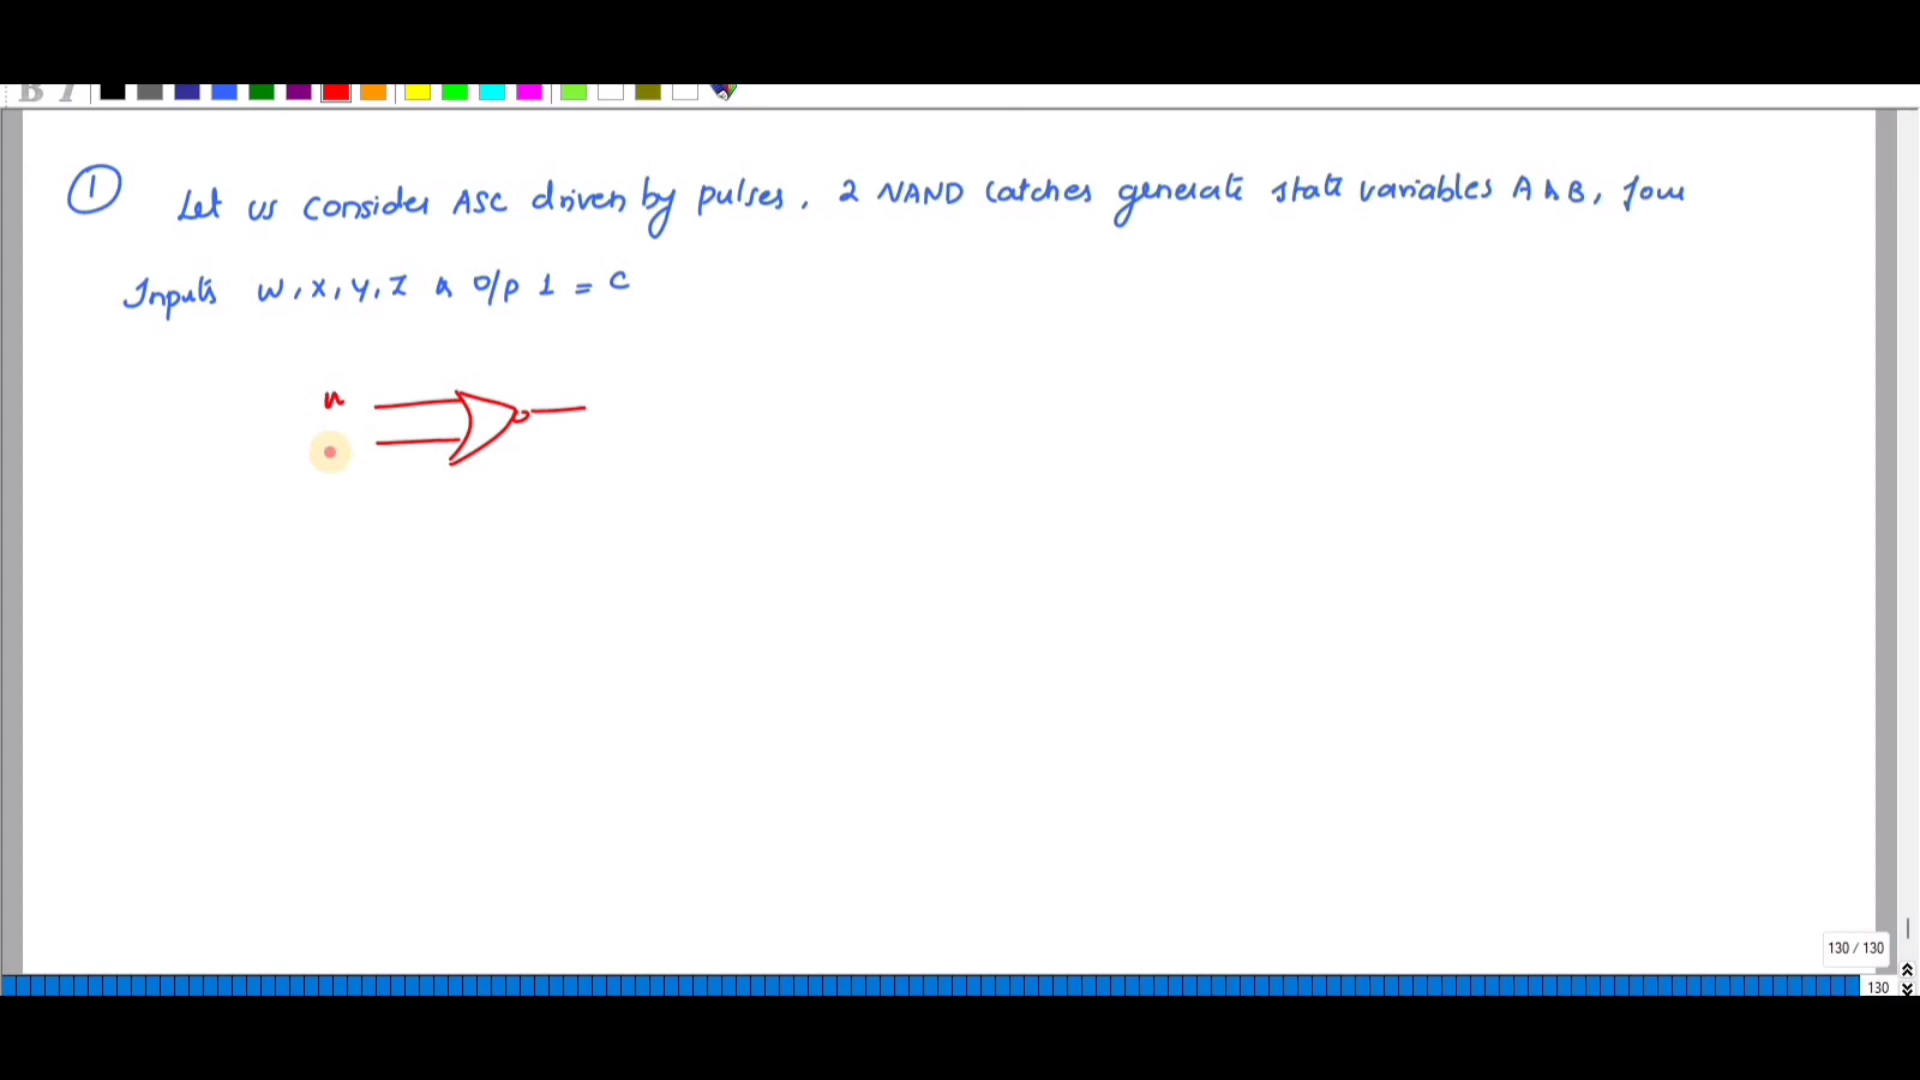 B I
① Let us consider ASC driven by pulses, 2 NAND Latches generate state variables A & B, four
Inputs W, X, Y, Z & O/P 1 = C
x
130 / 130
130